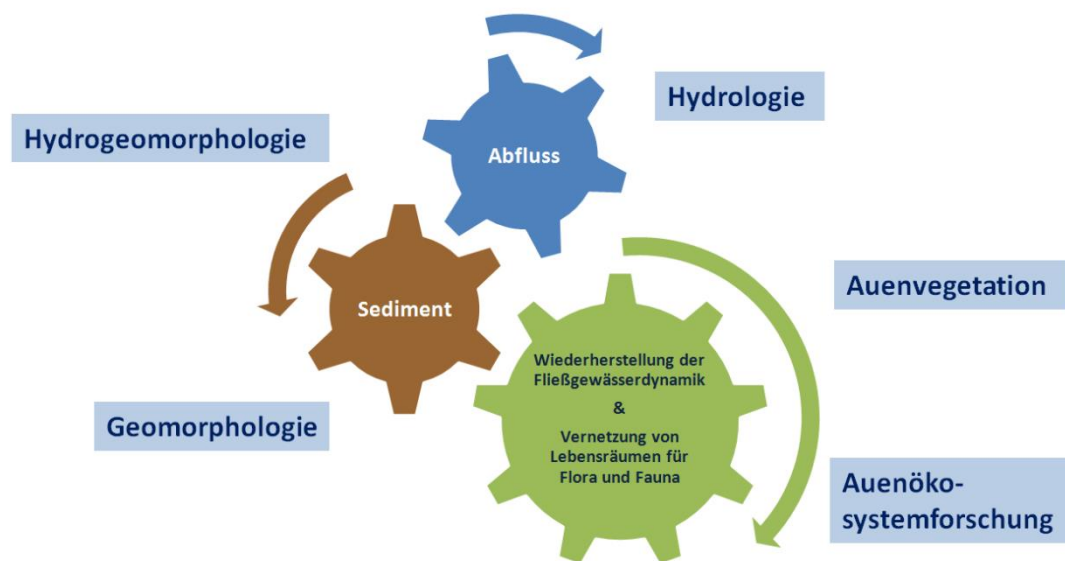 Hydrologie
Hydrogeomorphologie
Abfluss
Sediment
Auenvegetation
Wiederherstellung der
Fließgewässerdynamik
&
Vernetzung von
Lebensräumen für
Flora und Fauna
Geomorphologie
Auenöko-
systemforschung